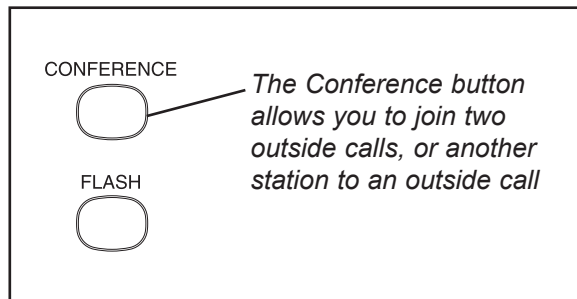 CONFERENCE
The Conference button
allows you to join two
outside calls, or another
station to an outside call
FLASH